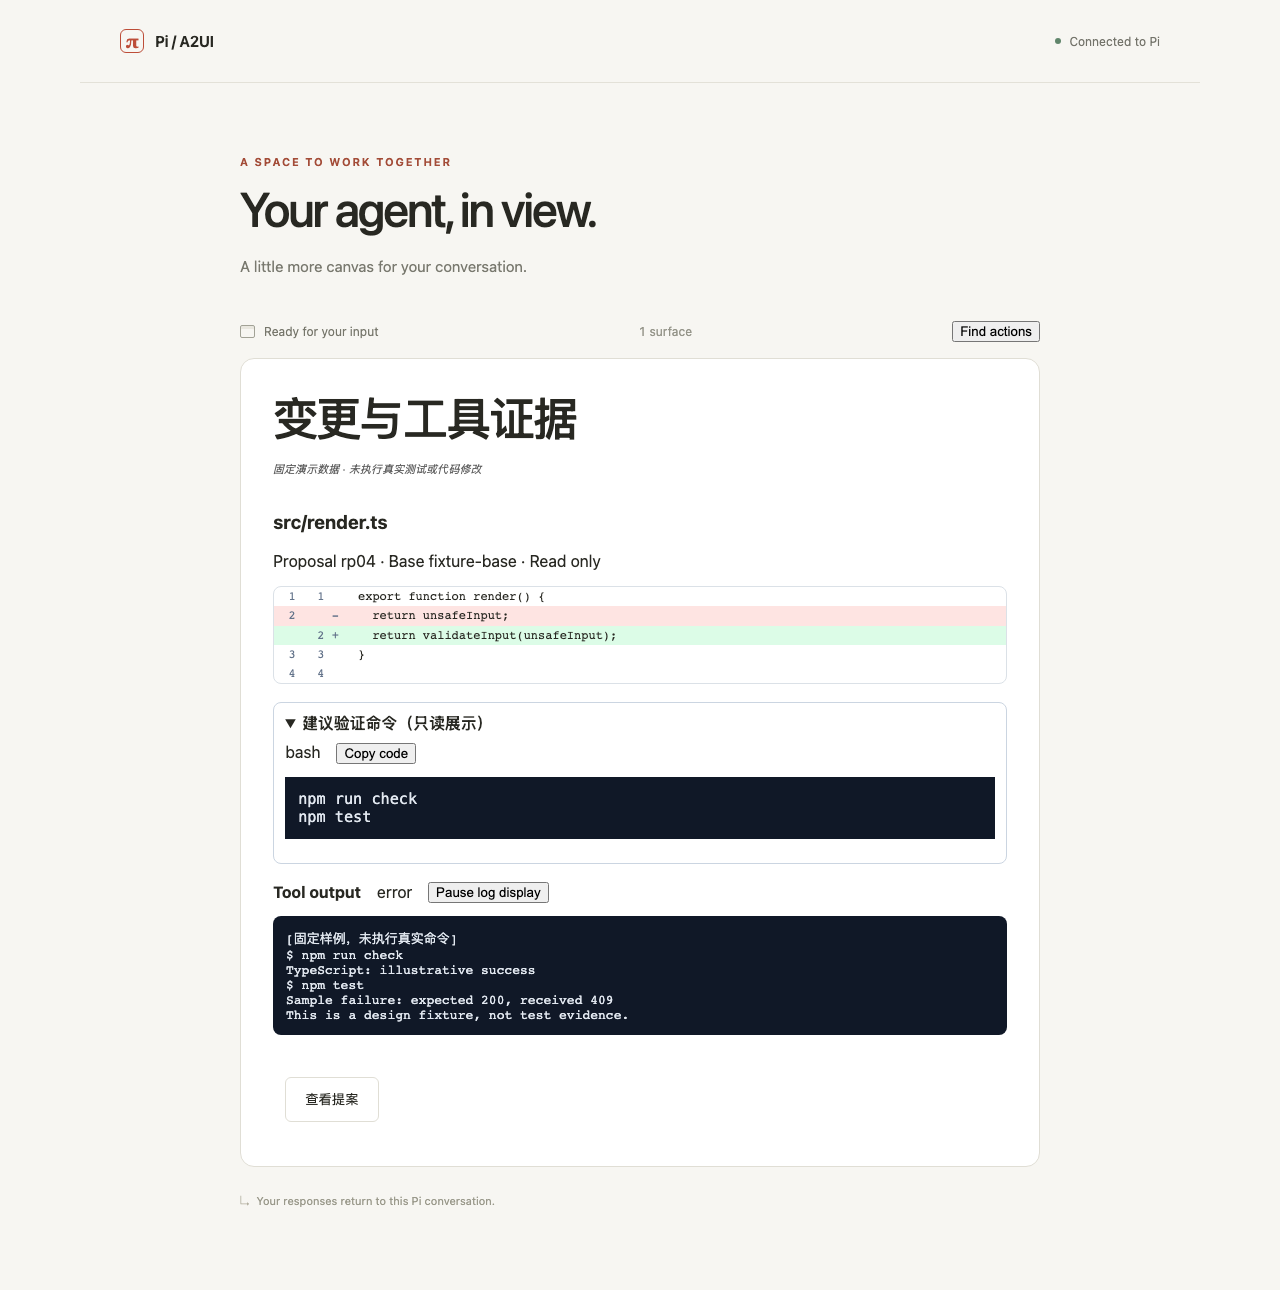 π Pi / A2UI
Connected to Pi
A SPACE TO WORK TOGETHER
Your agent, in view.
A little more canvas for your conversation.
Ready for your input
1 surface
Find actions
变更与工具证据
固定演示数据 · 未执行真实测试或代码修改
src/render.ts
Proposal rp04 · Base fixture-base · Read only
1 1 export function render() {
2 - return unsafeInput;
2 + return validateInput(unsafeInput);
3 3 }
4 4
▼ 建议验证命令（只读展示）
bash Copy code
npm run check
npm test
Tool output error Pause log display
[固定样例，未执行真实命令]
$ npm run check
TypeScript: illustrative success
$ npm test
Sample failure: expected 200, received 409
This is a design fixture, not test evidence.
查看提案
Your responses return to this Pi conversation.